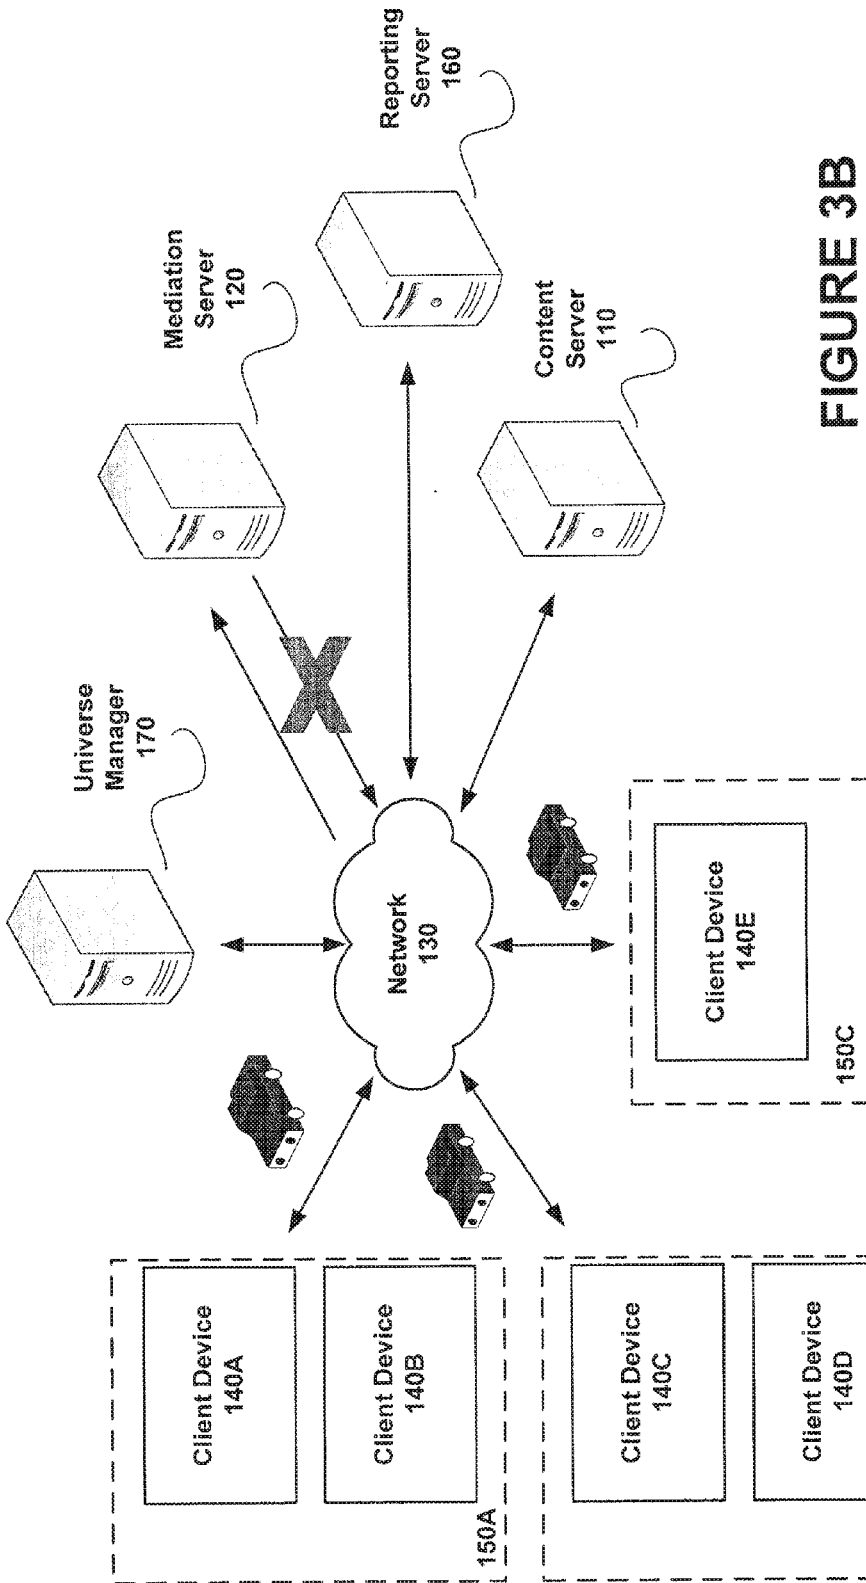 Universe
Manager
170
Mediation
Server
120
Reporting
Server
160
Content
Server
110
Network
130
Client Device
140A
Client Device
140B
150A
Client Device
140C
Client Device
140D
Client Device
140E
150C
X
FIGURE 3B